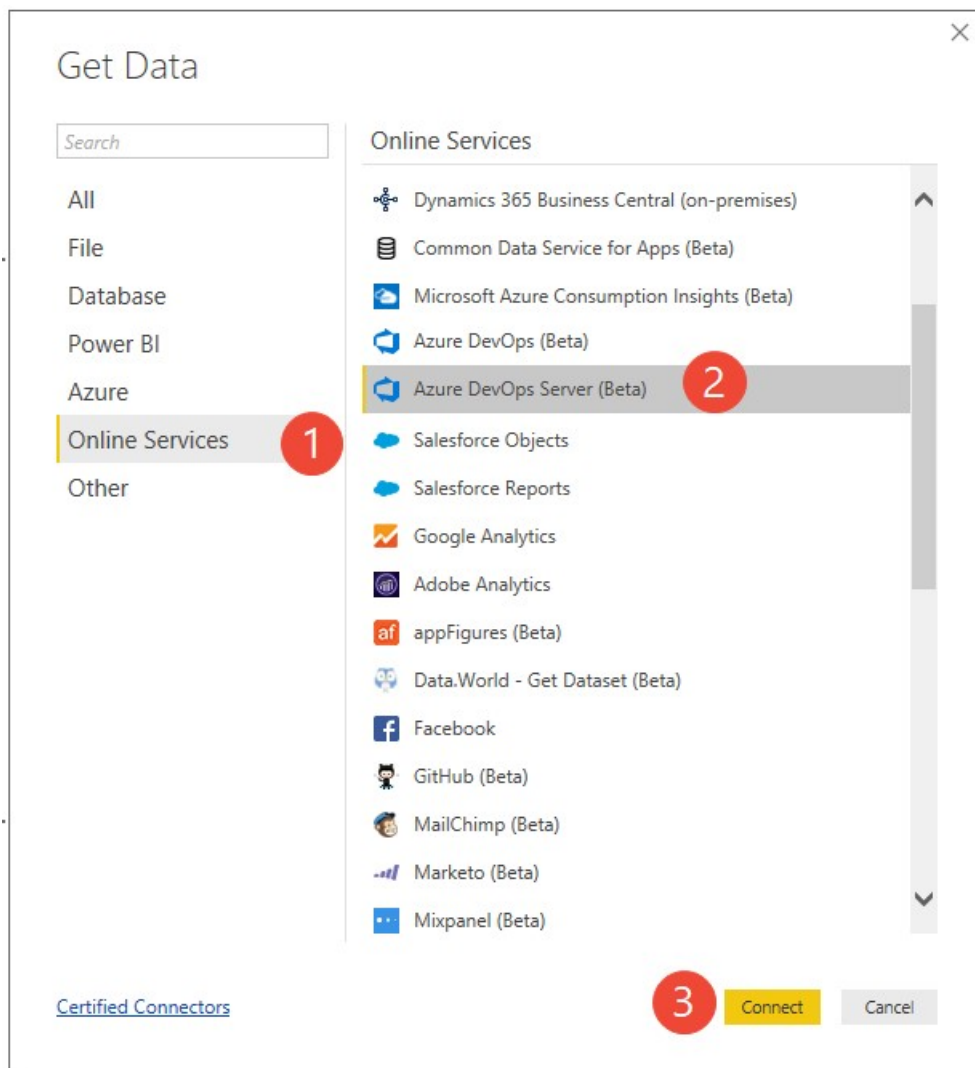 Get Data
Search
All
File
Database
Power BI
Azure
Online Services
1
Other
Online Services
Dynamics 365 Business Central (on-premises)
Common Data Service for Apps (Beta)
Microsoft Azure Consumption Insights (Beta)
Azure DevOps (Beta)
Azure DevOps Server (Beta)
2
Salesforce Objects
Salesforce Reports
Google Analytics
Adobe Analytics
af appFigures (Beta)
Data.World - Get Dataset (Beta)
Facebook
GitHub (Beta)
MailChimp (Beta)
Marketo (Beta)
Mixpanel (Beta)
Certified Connectors
3
Connect
Cancel